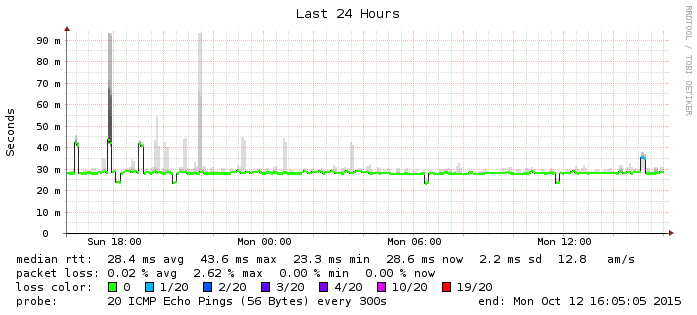 Last 24 Hours
RRDTOOL / TOBI OETIKER
Seconds
90 m
80 m
70 m
60 m
50 m
40 m
30 m
20 m
10 m
0
Sun 18:00 Mon 00:00 Mon 06:00 Mon 12:00
median rtt: 28.4 ms avg 43.6 ms max 23.3 ms min 28.6 ms now 2.2 ms sd 12.8 am/s
packet loss: 0.02 % avg 2.62 % max 0.00 % min 0.00 % now
loss color: 0 1/20 2/20 3/20 4/20 10/20 19/20
probe: 20 ICMP Echo Pings (56 Bytes) every 300s end: Mon Oct 12 16:05:05 2015